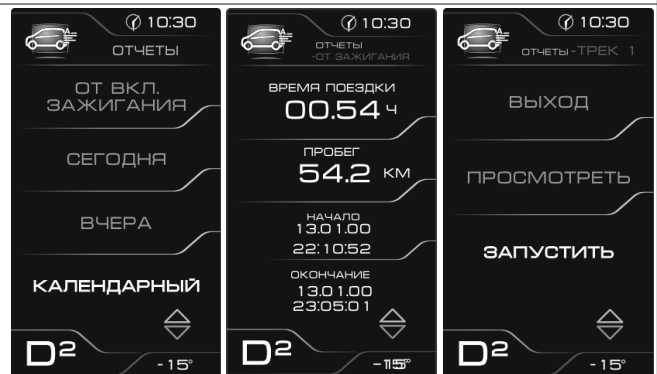 10:30
ОТЧЕТЫ
ОТ ВКЛ.
ЗАЖИГАНИЯ
СЕГОДНЯ
ВЧЕРА
КАЛЕНДАРНЫЙ
D2
-15°
10:30
ОТЧЕТЫ
-ОТ ЗАЖИГАНИЯ
ВРЕМЯ ПОЕЗДКИ
00.54 Ч
ПРОБЕГ
54.2 КМ
НАЧАЛО
13.01.00
22:10:52
ОКОНЧАНИЕ
13.01.00
23:05:01
D2
-15°
10:30
ОТЧЕТЫ-ТРЕК 1
ВЫХОД
ПРОСМОТРЕТЬ
ЗАПУСТИТЬ
D2
-15°